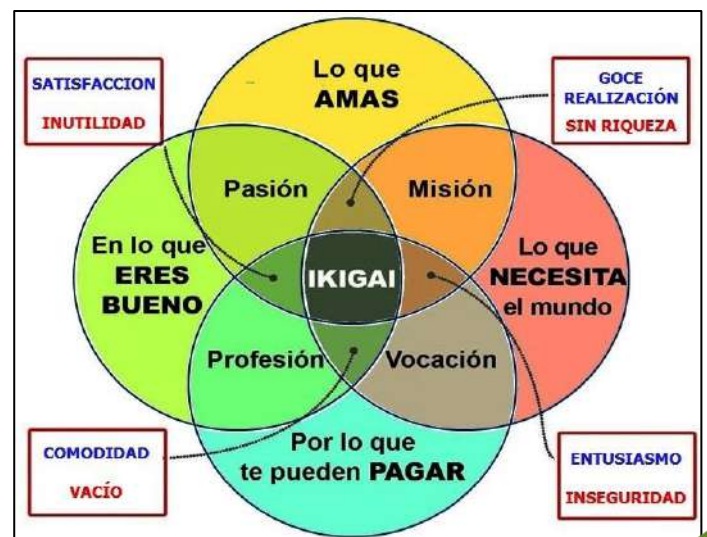 Lo que
AMAS
SATISFACCION
INUTILIDAD
GOCE
REALIZACIÓN
SIN RIQUEZA
Pasión
Misión
En lo que
ERES
BUENO
IKIGAI
Lo que
NECESITA
el mundo
Profesión
Vocación
Por lo que
te pueden PAGAR
COMODIDAD
VACÍO
ENTUSIASMO
INSEGURIDAD